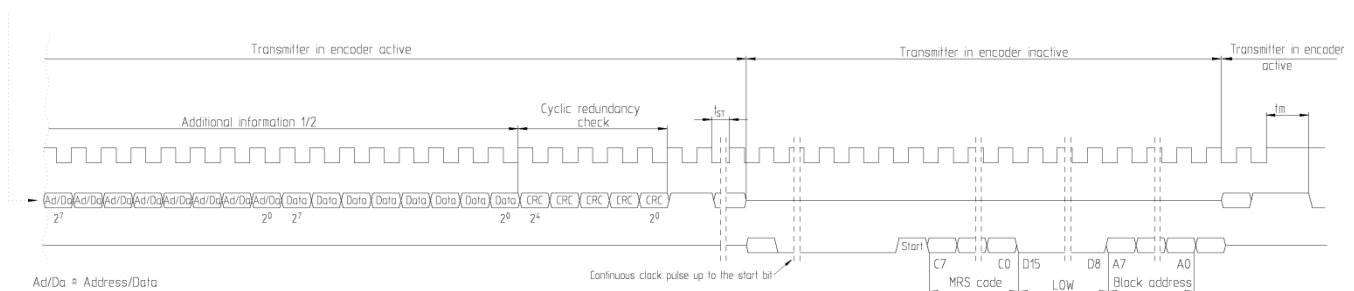 Transmitter in encoder active
Transmitter in encoder inactive
Transmitter in encoder
active
Additional information 1/2
Cyclic redundancy
check
tST
tm
Ad/Da Ad/Da Ad/Da Ad/Da Ad/Da Ad/Da Ad/Da Ad/Da Data Data Data Data Data Data Data Data CRC CRC CRC CRC CRC
2^7 2^0 2^7 2^0 2^4 2^0
Start
C7 C0 D15 D8 A7 A0
Continuous clock pulse up to the start bit
MRS code LOW Block address
Ad/Da ≙ Address/Data